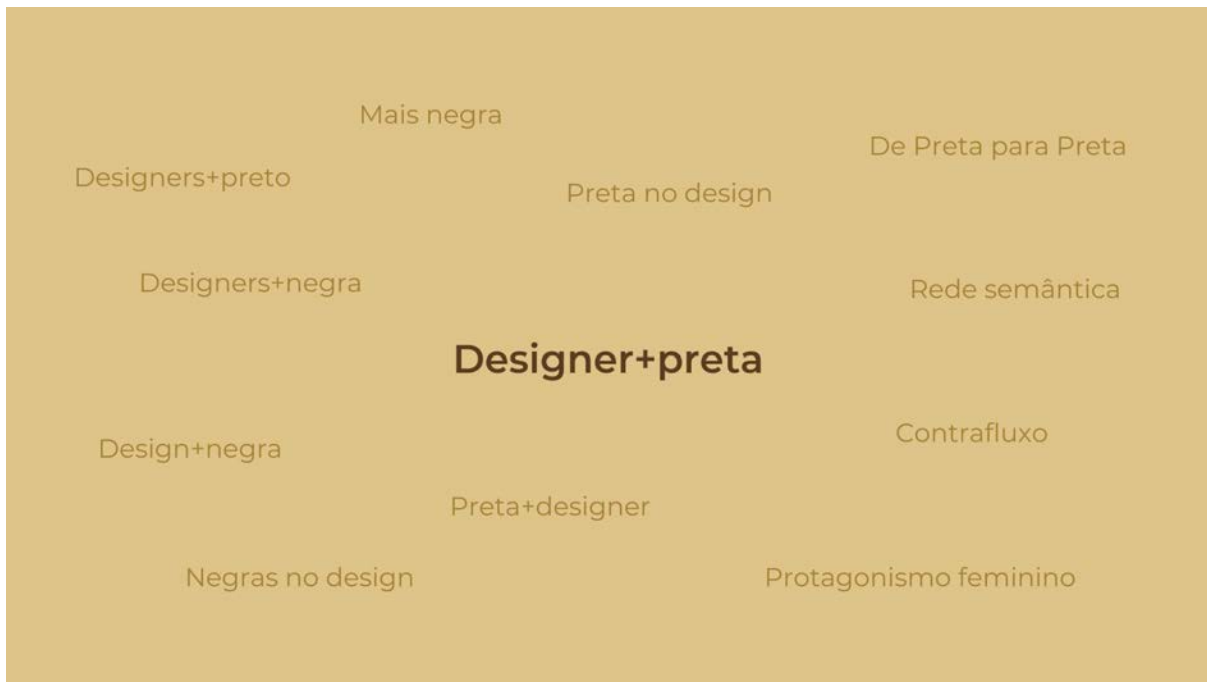 Mais negra
De Preta para Preta
Designers+preto
Preta no design
Designers+negra
Rede semântica
Designer+preta
Contrafluxo
Design+negra
Preta+designer
Negras no design
Protagonismo feminino